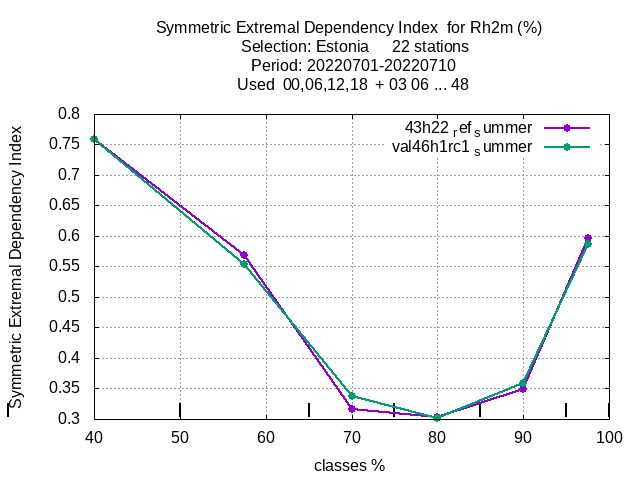 Symmetric Extremal Dependency Index for Rh2m (%)
Selection: Estonia 22 stations
Period: 20220701-20220710
Used 00,06,12,18 + 03 06 ... 48
Symmetric Extremal Dependency Index
43h22 ref summer
val46h1rc1 summer
0.8
0.75
0.7
0.65
0.6
0.55
0.5
0.45
0.4
0.35
0.3
40 50 60 70 80 90 100
classes %